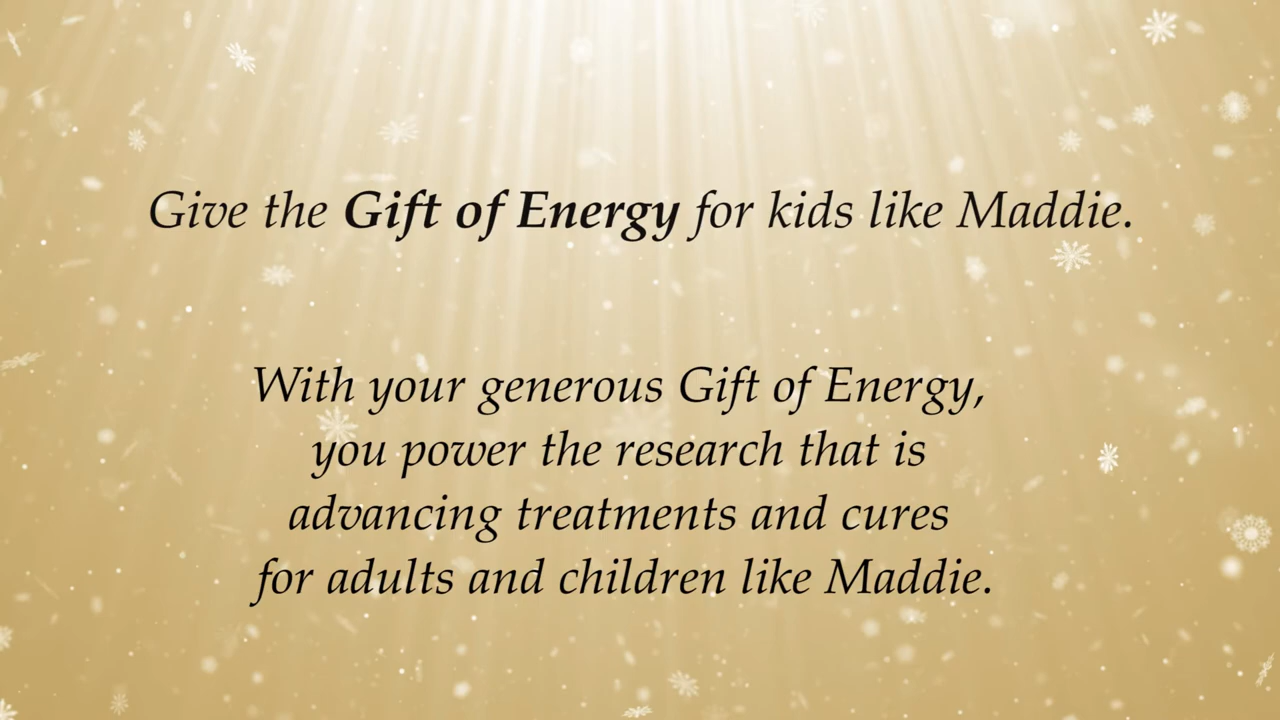 Give the Gift of Energy for kids like Maddie.
With your generous Gift of Energy,
you power the research that is
advancing treatments and cures
for adults and children like Maddie.